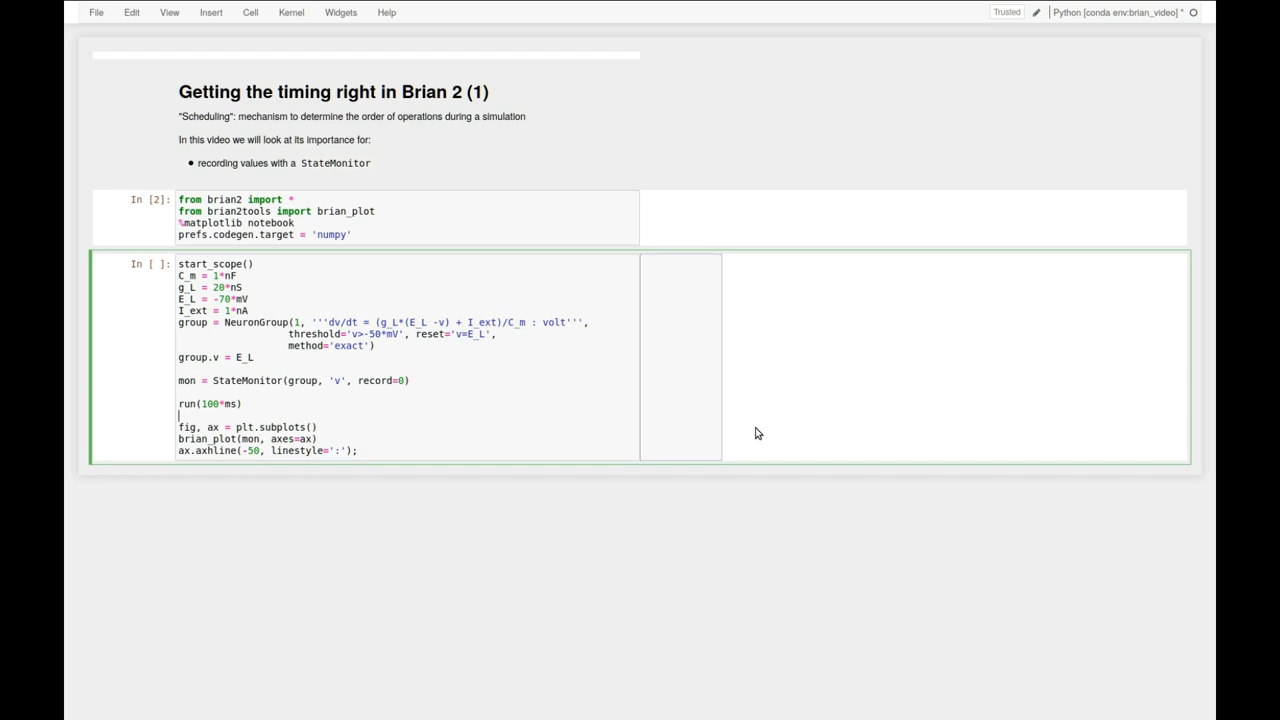 File Edit View Insert Cell Kernel Widgets Help Trusted Python [conda env:brian_video] *
Getting the timing right in Brian 2 (1)
"Scheduling": mechanism to determine the order of operations during a simulation
In this video we will look at its importance for:
● recording values with a StateMonitor
In [2]: from brian2 import *
from brian2tools import brian_plot
%matplotlib notebook
prefs.codegen.target = 'numpy'
In [ ]: start_scope()
C_m = 1*nF
g_L = 20*nS
E_L = -70*mV
I_ext = 1*nA
group = NeuronGroup(1, '''dv/dt = (g_L*(E_L -v) + I_ext)/C_m : volt''',
threshold='v>-50*mV', reset='v=E_L',
method='exact')
group.v = E_L
mon = StateMonitor(group, 'v', record=0)
run(100*ms)
fig, ax = plt.subplots()
brian_plot(mon, axes=ax)
ax.axhline(-50, linestyle=':');